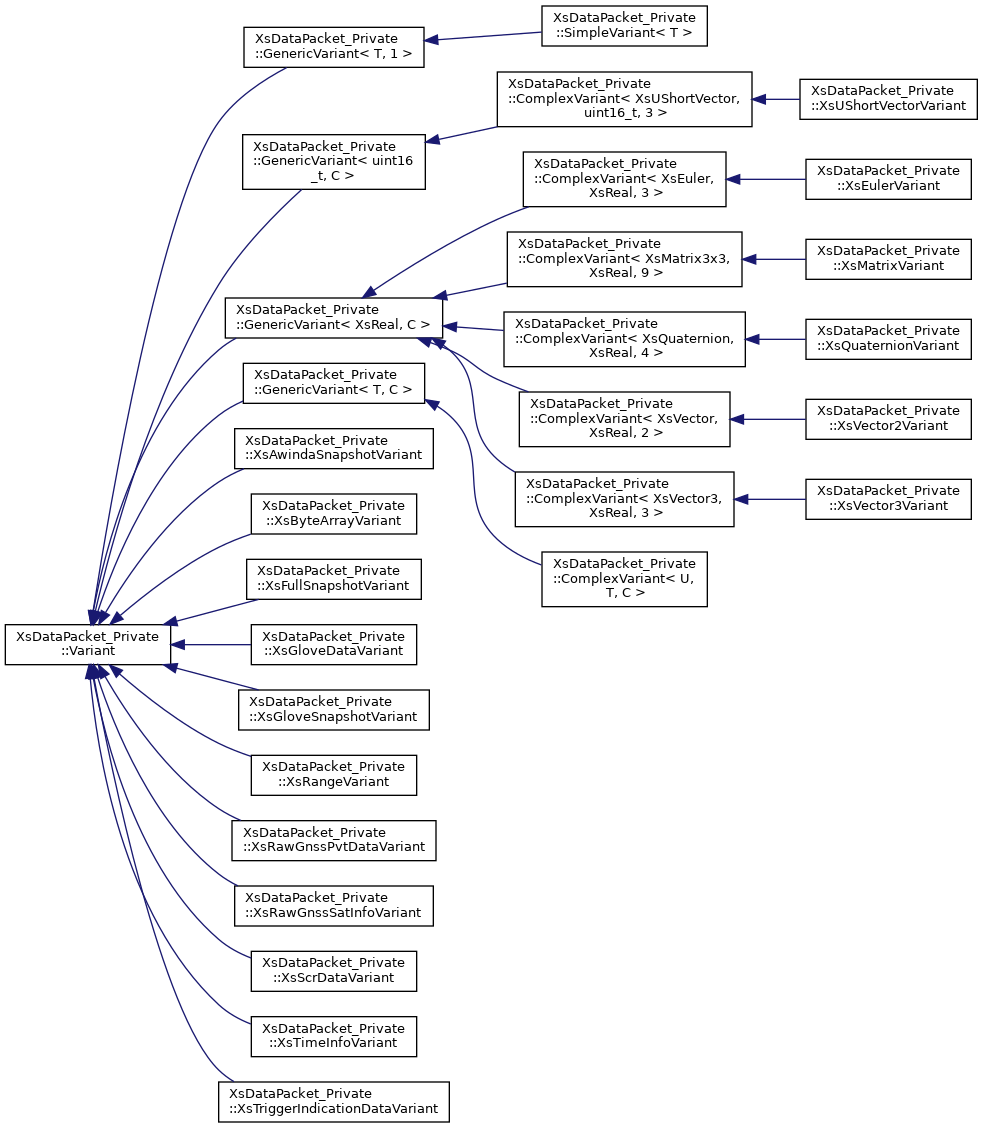 XsDataPacket_Private
::SimpleVariant< T >
XsDataPacket_Private
::GenericVariant< T, 1 >
XsDataPacket_Private
::ComplexVariant< XsUShortVector,
uint16_t, 3 >
XsDataPacket_Private
::XsUShortVectorVariant
XsDataPacket_Private
::GenericVariant< uint16
_t, C >
XsDataPacket_Private
::ComplexVariant< XsEuler,
XsReal, 3 >
XsDataPacket_Private
::XsEulerVariant
XsDataPacket_Private
::ComplexVariant< XsMatrix3x3,
XsReal, 9 >
XsDataPacket_Private
::XsMatrixVariant
XsDataPacket_Private
::GenericVariant< XsReal, C >
XsDataPacket_Private
::ComplexVariant< XsQuaternion,
XsReal, 4 >
XsDataPacket_Private
::XsQuaternionVariant
XsDataPacket_Private
::GenericVariant< T, C >
XsDataPacket_Private
::ComplexVariant< XsVector,
XsReal, 2 >
XsDataPacket_Private
::XsVector2Variant
XsDataPacket_Private
::XsAwindaSnapshotVariant
XsDataPacket_Private
::ComplexVariant< XsVector3,
XsReal, 3 >
XsDataPacket_Private
::XsVector3Variant
XsDataPacket_Private
::XsByteArrayVariant
XsDataPacket_Private
::ComplexVariant< U,
T, C >
XsDataPacket_Private
::XsFullSnapshotVariant
XsDataPacket_Private
::Variant
XsDataPacket_Private
::XsGloveDataVariant
XsDataPacket_Private
::XsGloveSnapshotVariant
XsDataPacket_Private
::XsRangeVariant
XsDataPacket_Private
::XsRawGnssPvtDataVariant
XsDataPacket_Private
::XsRawGnssSatInfoVariant
XsDataPacket_Private
::XsScrDataVariant
XsDataPacket_Private
::XsTimeInfoVariant
XsDataPacket_Private
::XsTriggerIndicationDataVariant